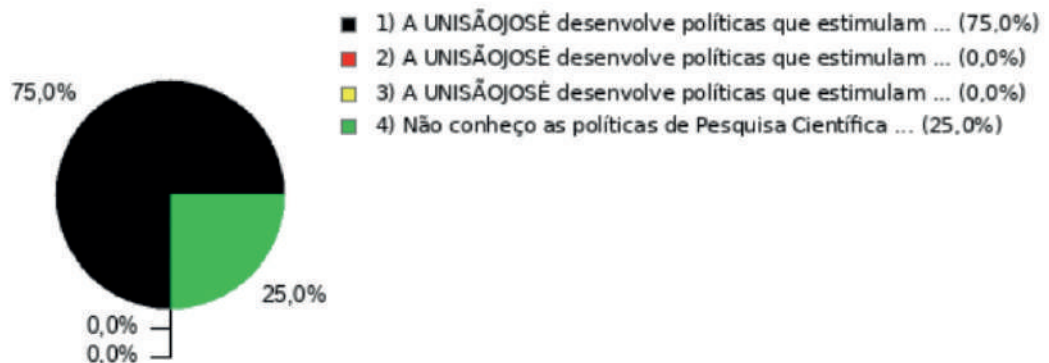 1) A UNISÃOJOSÉ desenvolve políticas que estimulam ... (75,0%)
2) A UNISÃOJOSÉ desenvolve políticas que estimulam ... (0,0%)
3) A UNISÃOJOSÉ desenvolve políticas que estimulam ... (0,0%)
4) Não conheço as políticas de Pesquisa Científica ... (25,0%)
75,0%
25,0%
0,0%
0,0%